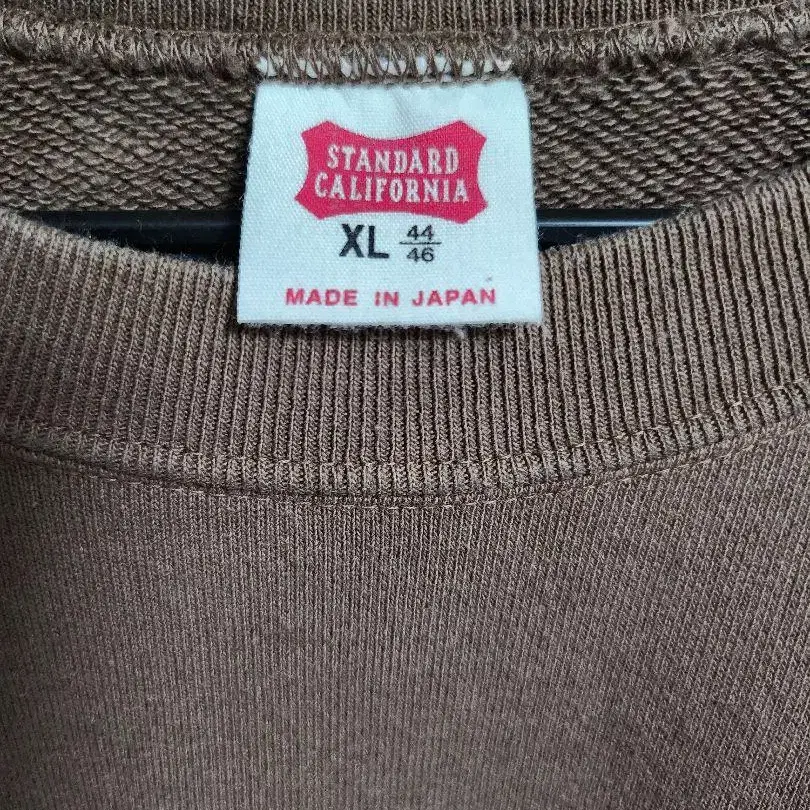 STANDARD
CALIFORNIA
XL 44/46
MADE IN JAPAN